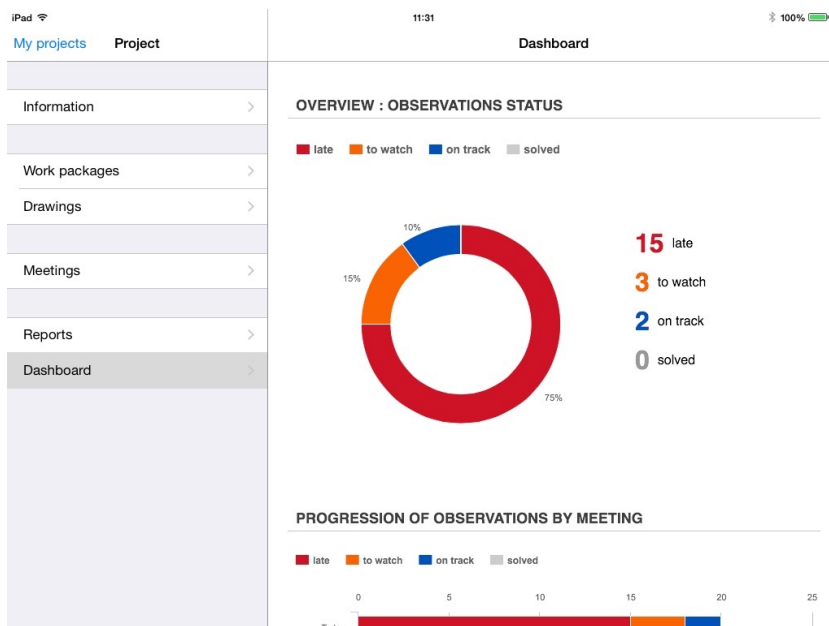 iPad 11:31 100%
My projects Project Dashboard
Information
Work packages
Drawings
Meetings
Reports
Dashboard
OVERVIEW : OBSERVATIONS STATUS
late to watch on track solved
10%
15%
75%
15 late
3 to watch
2 on track
0 solved
PROGRESSION OF OBSERVATIONS BY MEETING
late to watch on track solved
0 5 10 15 20 25